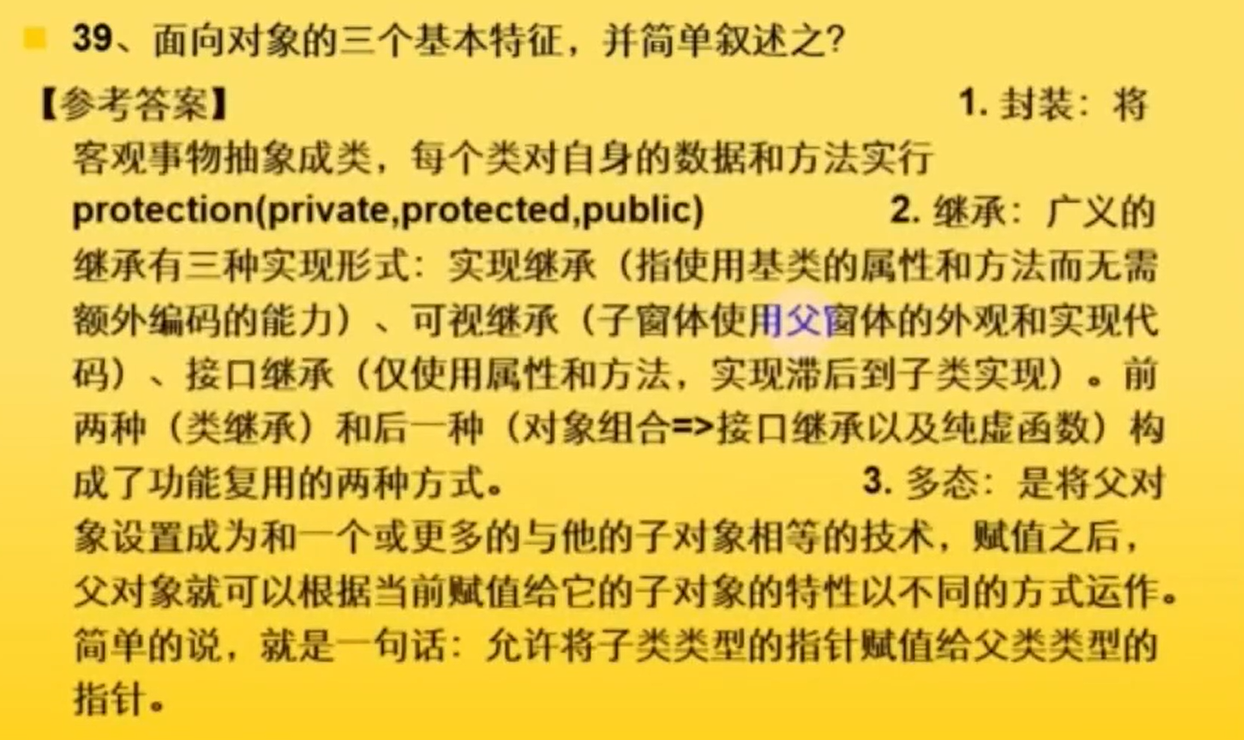 39、面向对象的三个基本特征，并简单叙述之？
【参考答案】 1. 封装：将
客观事物抽象成类，每个类对自身的数据和方法实行
protection(private,protected,public) 2. 继承：广义的
继承有三种实现形式：实现继承（指使用基类的属性和方法而无需
额外编码的能力）、可视继承（子窗体使用父窗体的外观和实现代
码）、接口继承（仅使用属性和方法，实现滞后到子类实现）。前
两种（类继承）和后一种（对象组合=>接口继承以及纯虚函数）构
成了功能复用的两种方式。 3. 多态：是将父对
象设置成为和一个或更多的与他的子对象相等的技术，赋值之后，
父对象就可以根据当前赋值给它的子对象的特性以不同的方式运作。
简单的说，就是一句话：允许将子类类型的指针赋值给父类类型的
指针。